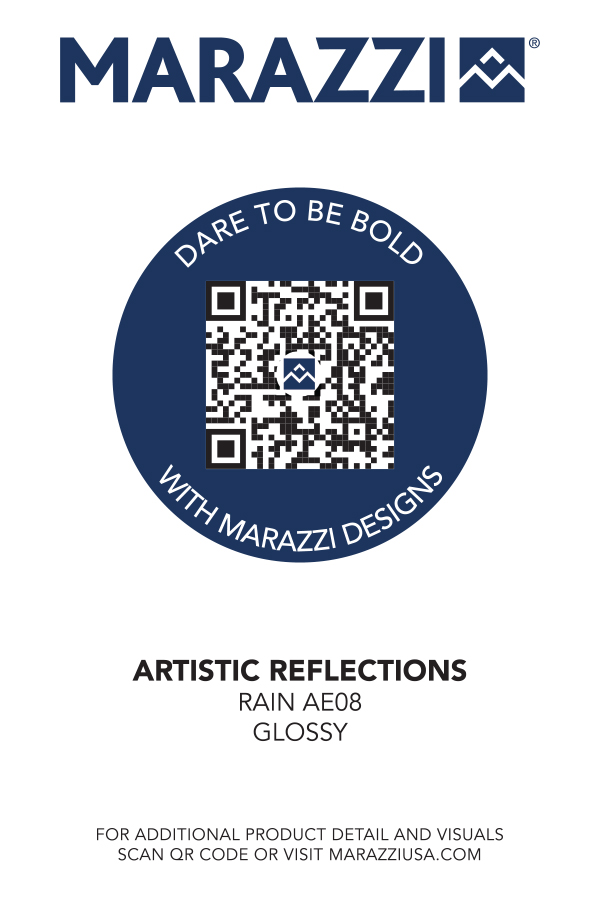 MARAZZI®
DARE TO BE BOLD
WITH MARAZZI DESIGNS
ARTISTIC REFLECTIONS
RAIN AE08
GLOSSY
FOR ADDITIONAL PRODUCT DETAIL AND VISUALS
SCAN QR CODE OR VISIT MARAZZIUSA.COM